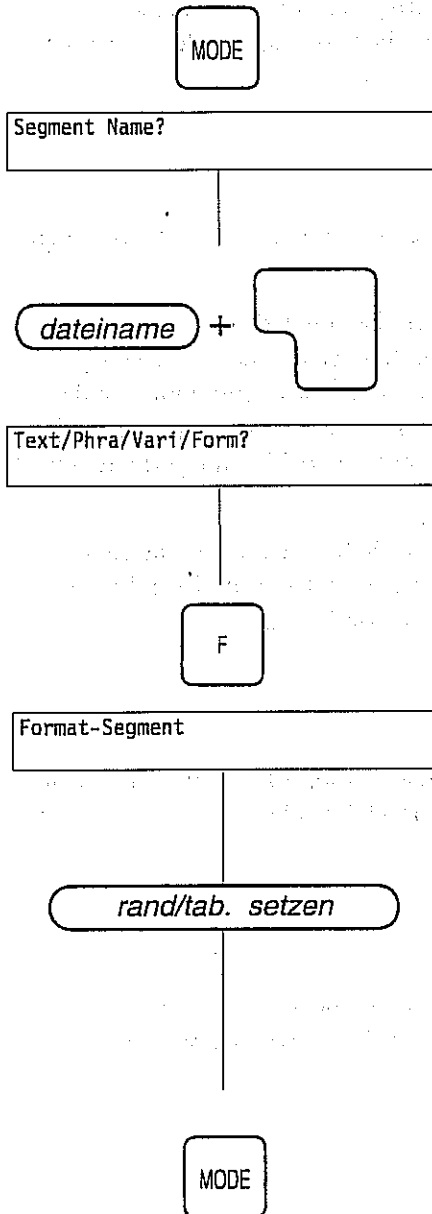 MODE
Segment Name?
dateiname +
Text/Phra/Vari/Form?
F
Format-Segment
rand/tab. setzen
MODE